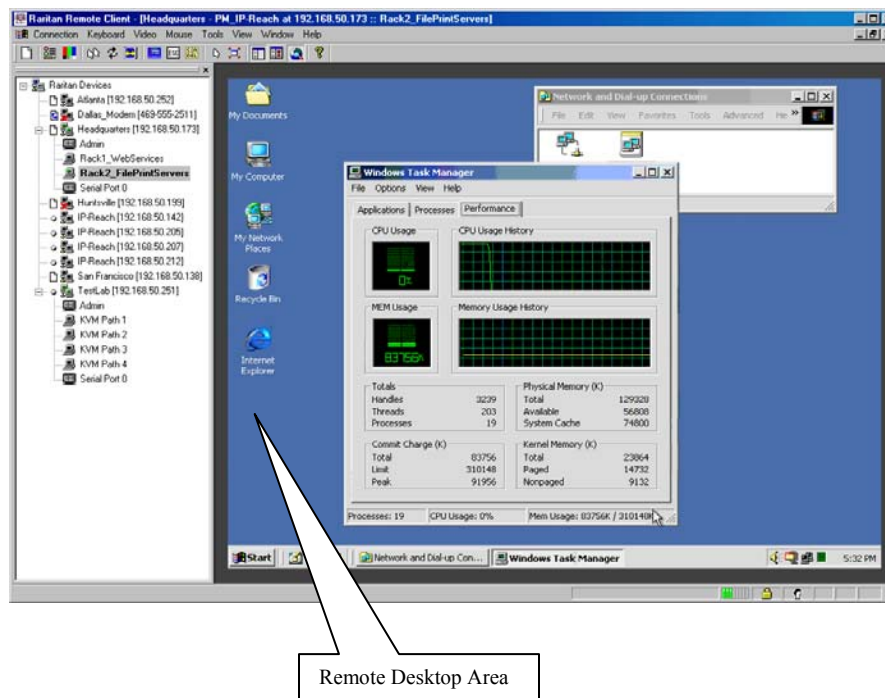 Raritan Remote Client - [Headquarters - PM_IP-Reach at 192.168.50.173 :: Rack2_FilePrintServers]
Connection Keyboard Video Mouse Tools View Window Help
Raritan Devices
Atlanta [192.168.50.252]
Dallas_Modem [469-555-2511]
Headquarters [192.168.50.173]
Admin
Rack1_WebServices
Rack2_FilePrintServers
Serial Port 0
Huntsville [192.168.50.199]
IP-Reach [192.168.50.142]
IP-Reach [192.168.50.205]
IP-Reach [192.168.50.207]
IP-Reach [192.168.50.212]
San Francisco [192.168.50.138]
TestLab [192.168.50.251]
Admin
KVM Path 1
KVM Path 2
KVM Path 3
KVM Path 4
Serial Port 0
My Documents
My Computer
My Network
Places
Recycle Bin
Internet
Explorer
Network and Dial-up Connections
File Edit View Favorites Tools Advanced He »
Windows Task Manager
File Options View Help
Applications Processes Performance
CPU Usage CPU Usage History
0%
MEM Usage Memory Usage History
83756K
Totals
Handles 3239
Threads 203
Processes 19
Physical Memory (K)
Total 129328
Available 56808
System Cache 74800
Commit Charge (K)
Total 83756
Limit 310148
Peak 91956
Kernel Memory (K)
Total 23864
Paged 14732
Nonpaged 9132
Processes: 19 CPU Usage: 0% Mem Usage: 83756K / 310148K
Start Network and Dial-up Con... Windows Task Manager 5:32 PM
Remote Desktop Area